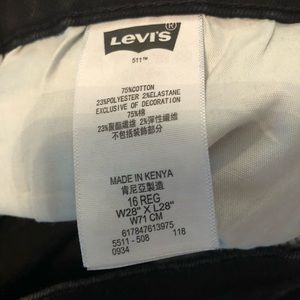 Levi's®
511™
75%COTTON
23%POLYESTER 2%ELASTANE
EXCLUSIVE OF DECORATION
75%棉
23%聚酯纖維 2%彈性纖維
不包括裝飾部分
MADE IN KENYA
肯尼亞製造
16 REG
W28" X L28"
W71 CM
617847613975
5511 - 508 118
0934